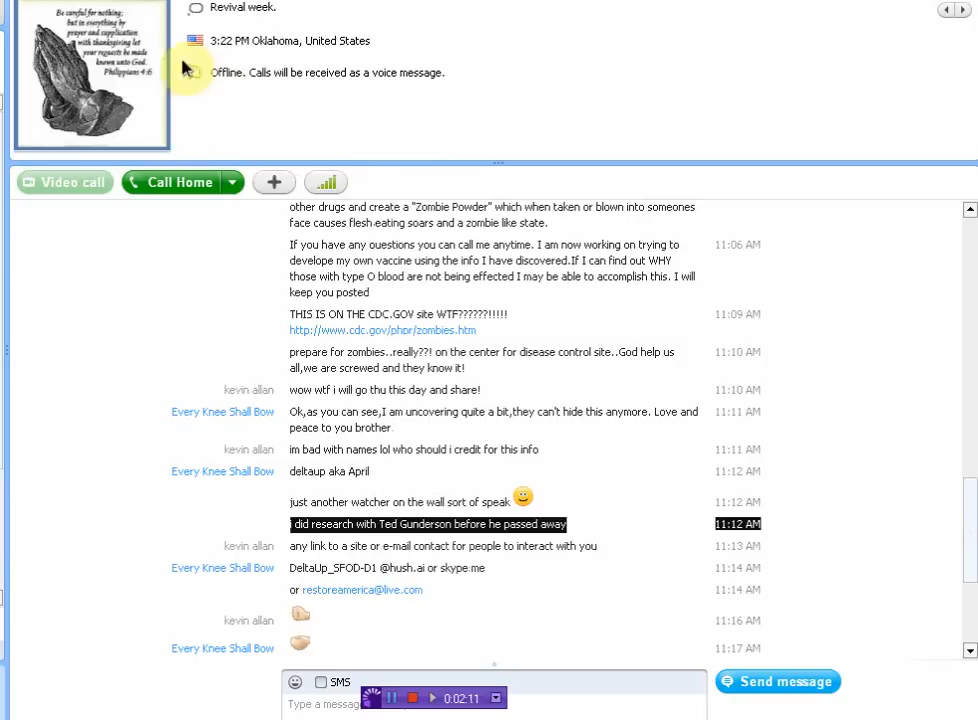 Be careful for nothing;
but in everything by
prayer and supplication
with thanksgiving let
your requests be made
known unto God.
Philippians 4:6
Revival week.
3:22 PM Oklahoma, United States
Offline. Calls will be received as a voice message.
Video call
Call Home
other drugs and create a "Zombie Powder" which when taken or blown into someones
face causes flesh eating soars and a zombie like state.
If you have any questions you can call me anytime. I am now working on trying to 11:06 AM
develope my own vaccine using the info I have discovered.If I can find out WHY
those with type O blood are not being effected I may be able to accomplish this. I will
keep you posted
THIS IS ON THE CDC.GOV site WTF??????!!!!! 11:09 AM
http://www.cdc.gov/phpr/zombies.htm
prepare for zombies..really??! on the center for disease control site..God help us 11:10 AM
all,we are screwed and they know it!
kevin allan wow wtf i will go thu this day and share! 11:10 AM
Every Knee Shall Bow Ok,as you can see,I am uncovering quite a bit,they can't hide this anymore. Love and 11:11 AM
peace to you brother.
kevin allan im bad with names lol who should i credit for this info 11:11 AM
Every Knee Shall Bow deltaup aka April 11:12 AM
just another watcher on the wall sort of speak 11:12 AM
i did research with Ted Gunderson before he passed away 11:12 AM
kevin allan any link to a site or e-mail contact for people to interact with you 11:13 AM
Every Knee Shall Bow DeltaUp_SFOD-D1 @hush.ai or skype me 11:14 AM
or restoreamerica@live.com 11:14 AM
kevin allan 11:16 AM
Every Knee Shall Bow 11:17 AM
SMS
Send message
Type a messag
0:02:11